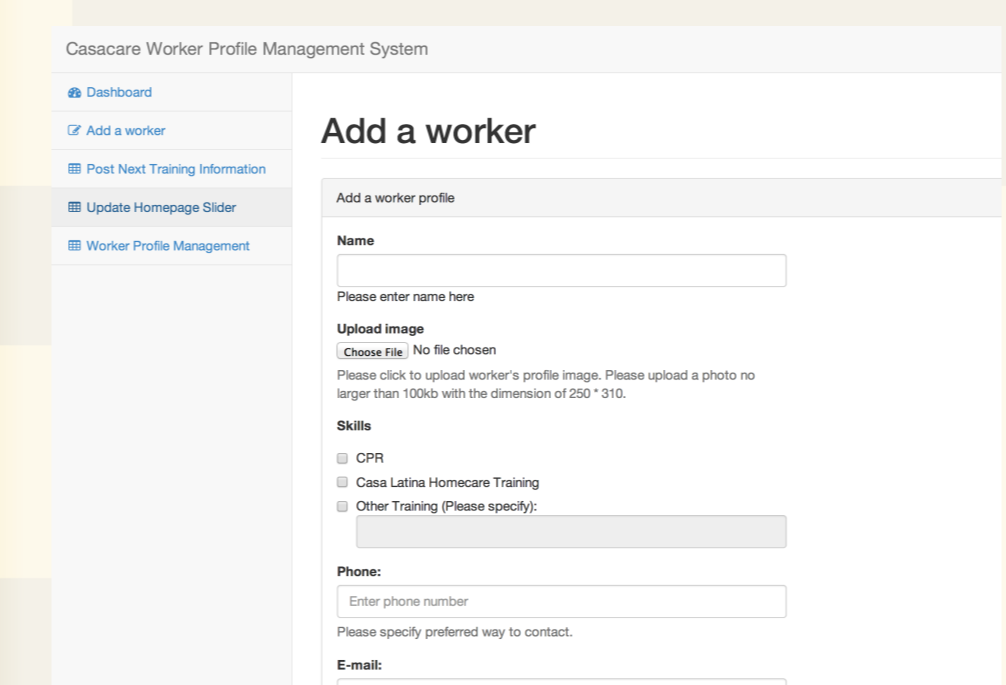 Casacare Worker Profile Management System
Dashboard
Add a worker
Post Next Training Information
Update Homepage Slider
Worker Profile Management
Add a worker
Add a worker profile
Name
Please enter name here
Upload image
Choose File No file chosen
Please click to upload worker's profile image. Please upload a photo no
larger than 100kb with the dimension of 250 * 310.
Skills
CPR
Casa Latina Homecare Training
Other Training (Please specify):
Phone:
Enter phone number
Please specify preferred way to contact.
E-mail: